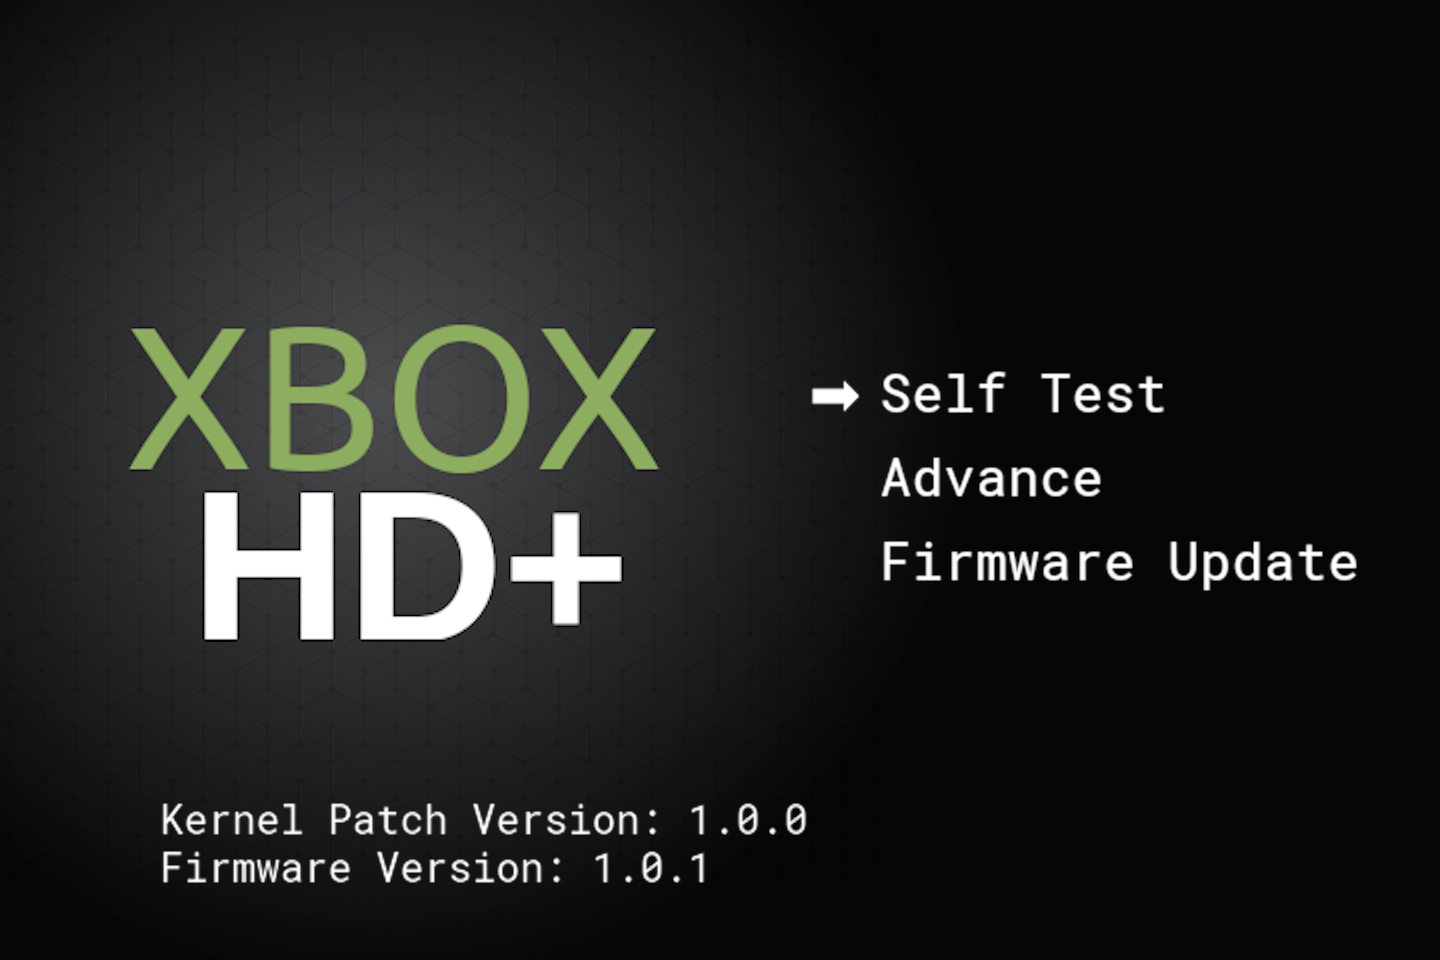 XBOX
HD+
Self Test
Advance
Firmware Update
Kernel Patch Version: 1.0.0
Firmware Version: 1.0.1